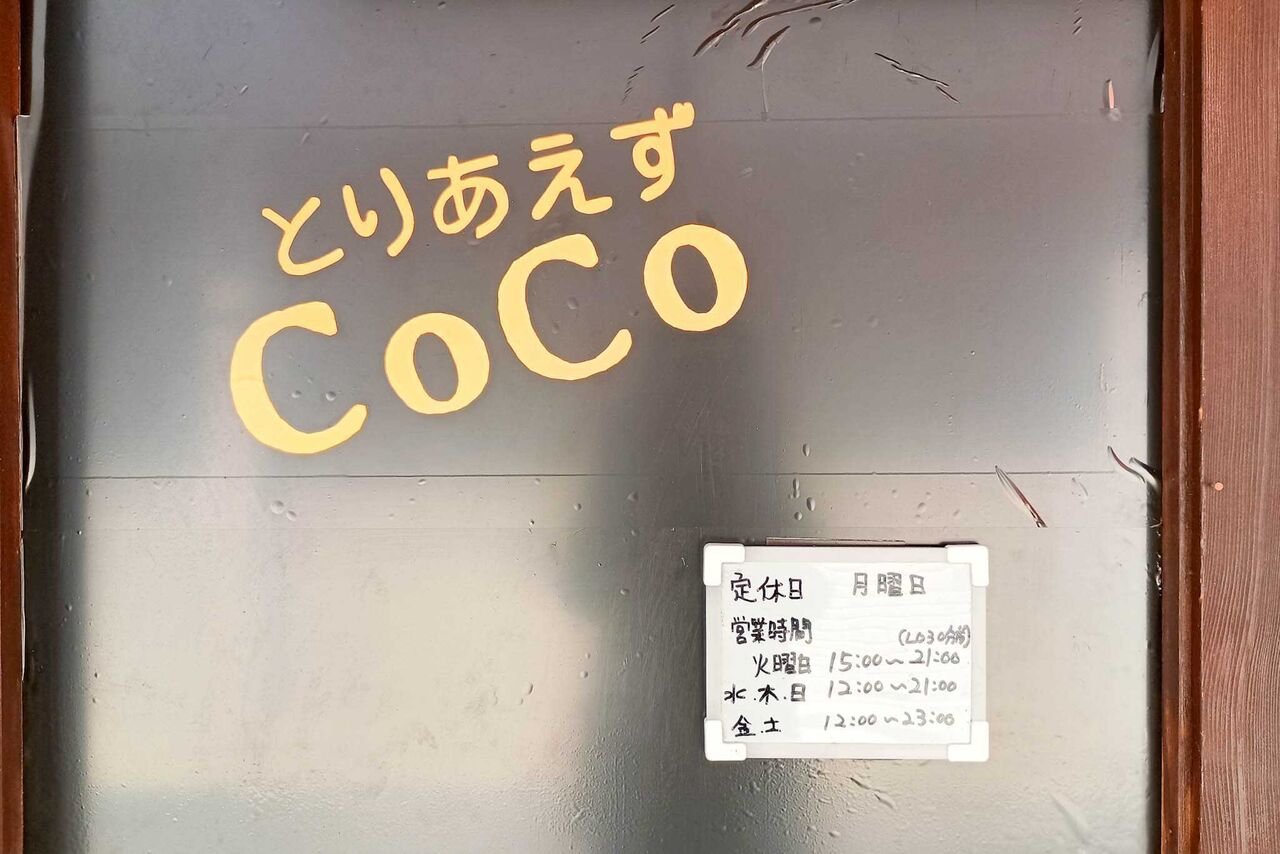 とりあえず
CoCo
定休日 月曜日
営業時間
(LO30分前)
火曜日 15:00～21:00
水.木.日 12:00～21:00
金.土 12:00～23:00